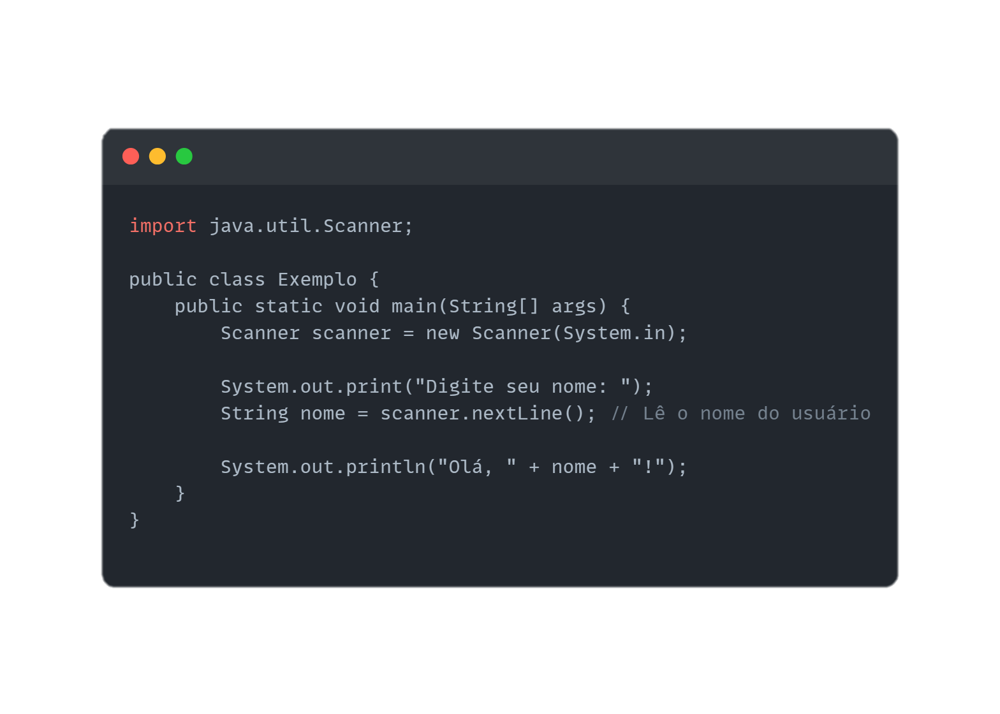 import java.util.Scanner;
public class Exemplo {
public static void main(String[] args) {
Scanner scanner = new Scanner(System.in);
System.out.print("Digite seu nome: ");
String nome = scanner.nextLine(); // Lê o nome do usuário
System.out.println("Olá, " + nome + "!");
}
}